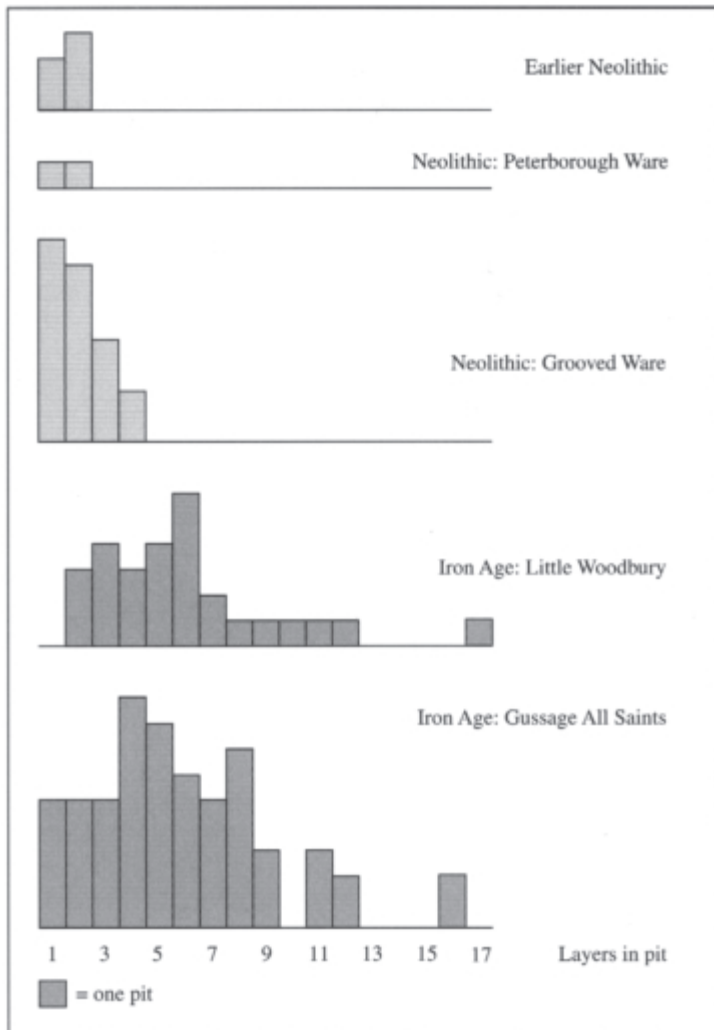 Earlier Neolithic
Neolithic: Peterborough Ware
Neolithic: Grooved Ware
Iron Age: Little Woodbury
Iron Age: Gussage All Saints
1 3 5 7 9 11 13 15 17 Layers in pit
= one pit